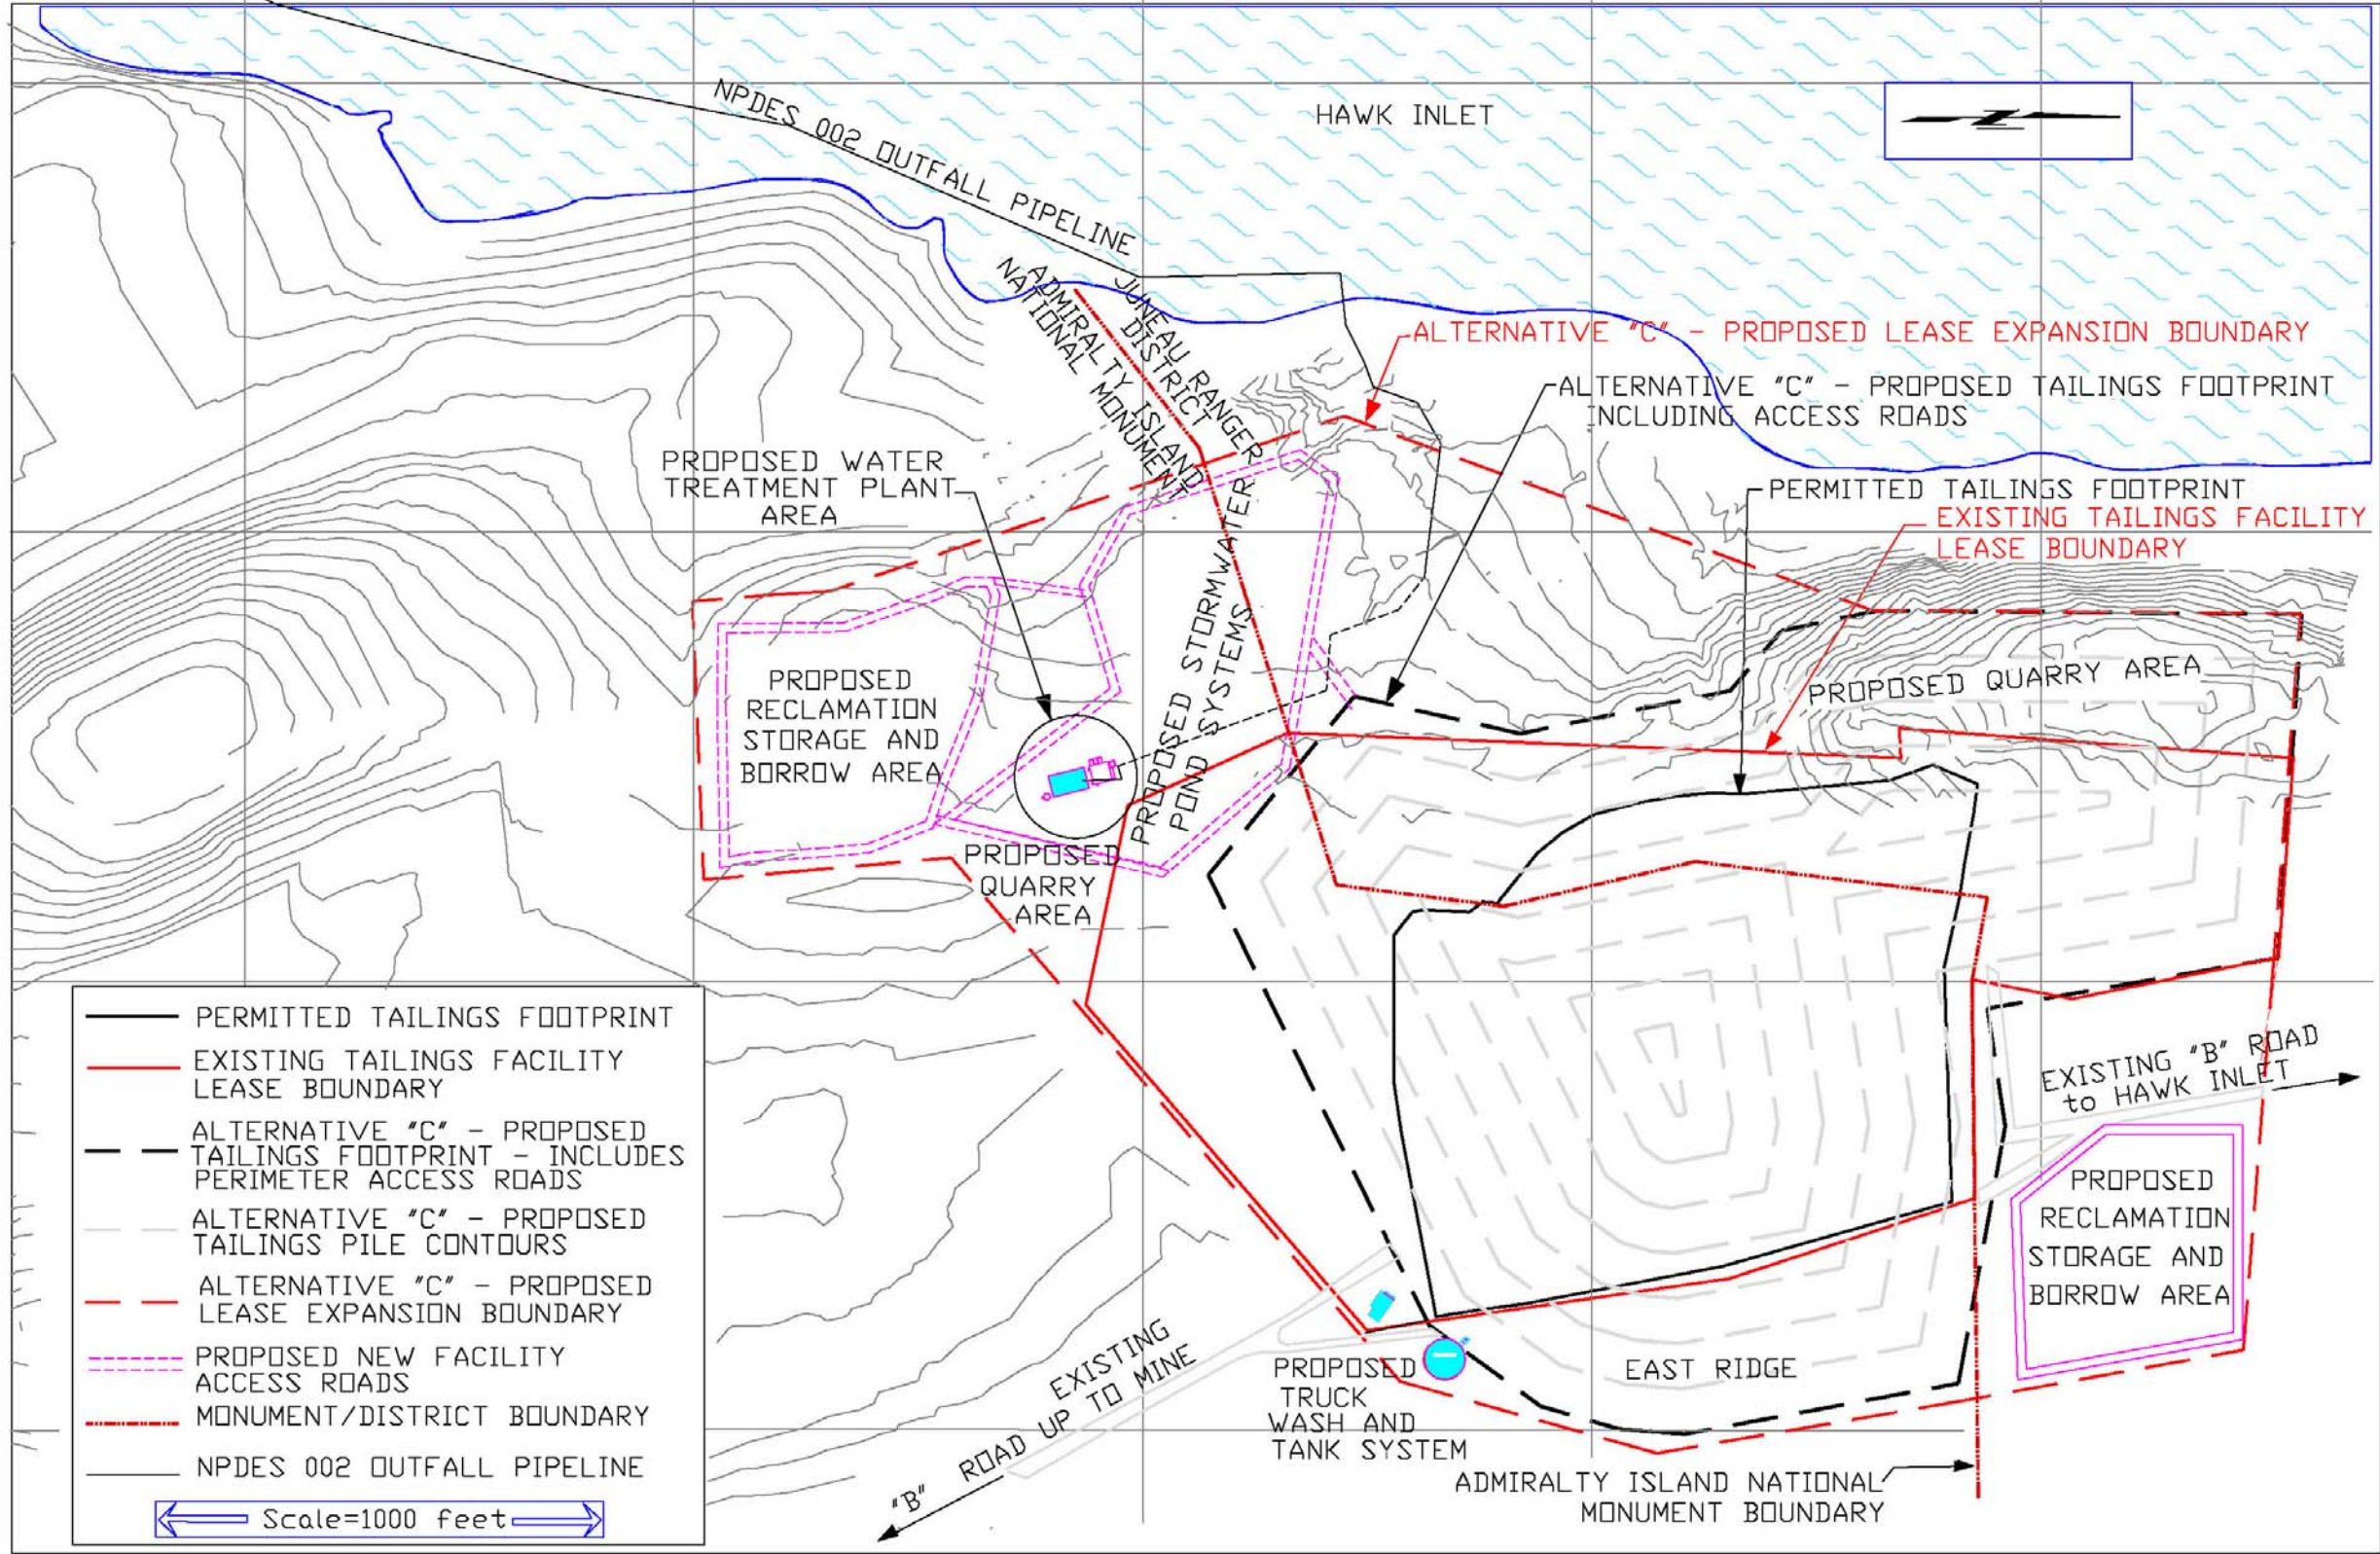 HAWK INLET
N
NPDES 002 OUTFALL PIPELINE
JUNEAU RANGER
DISTRICT
ADMIRALTY ISLAND
NATIONAL MONUMENT
ALTERNATIVE "C" - PROPOSED LEASE EXPANSION BOUNDARY
ALTERNATIVE "C" - PROPOSED TAILINGS FOOTPRINT
INCLUDING ACCESS ROADS
PROPOSED WATER
TREATMENT PLANT
AREA
PERMITTED TAILINGS FOOTPRINT
EXISTING TAILINGS FACILITY
LEASE BOUNDARY
PROPOSED STORMWATER
POND SYSTEMS
PROPOSED QUARRY AREA
PROPOSED
RECLAMATION
STORAGE AND
BORROW AREA
PROPOSED
QUARRY
AREA
EXISTING "B" ROAD
to HAWK INLET
PROPOSED
RECLAMATION
STORAGE AND
BORROW AREA
EXISTING
"B" ROAD UP TO MINE
PROPOSED
TRUCK
WASH AND
TANK SYSTEM
EAST RIDGE
ADMIRALTY ISLAND NATIONAL
MONUMENT BOUNDARY
PERMITTED TAILINGS FOOTPRINT
EXISTING TAILINGS FACILITY
LEASE BOUNDARY
ALTERNATIVE "C" - PROPOSED
TAILINGS FOOTPRINT - INCLUDES
PERIMETER ACCESS ROADS
ALTERNATIVE "C" - PROPOSED
TAILINGS PILE CONTOURS
ALTERNATIVE "C" - PROPOSED
LEASE EXPANSION BOUNDARY
PROPOSED NEW FACILITY
ACCESS ROADS
MONUMENT/DISTRICT BOUNDARY
NPDES 002 OUTFALL PIPELINE
Scale=1000 feet